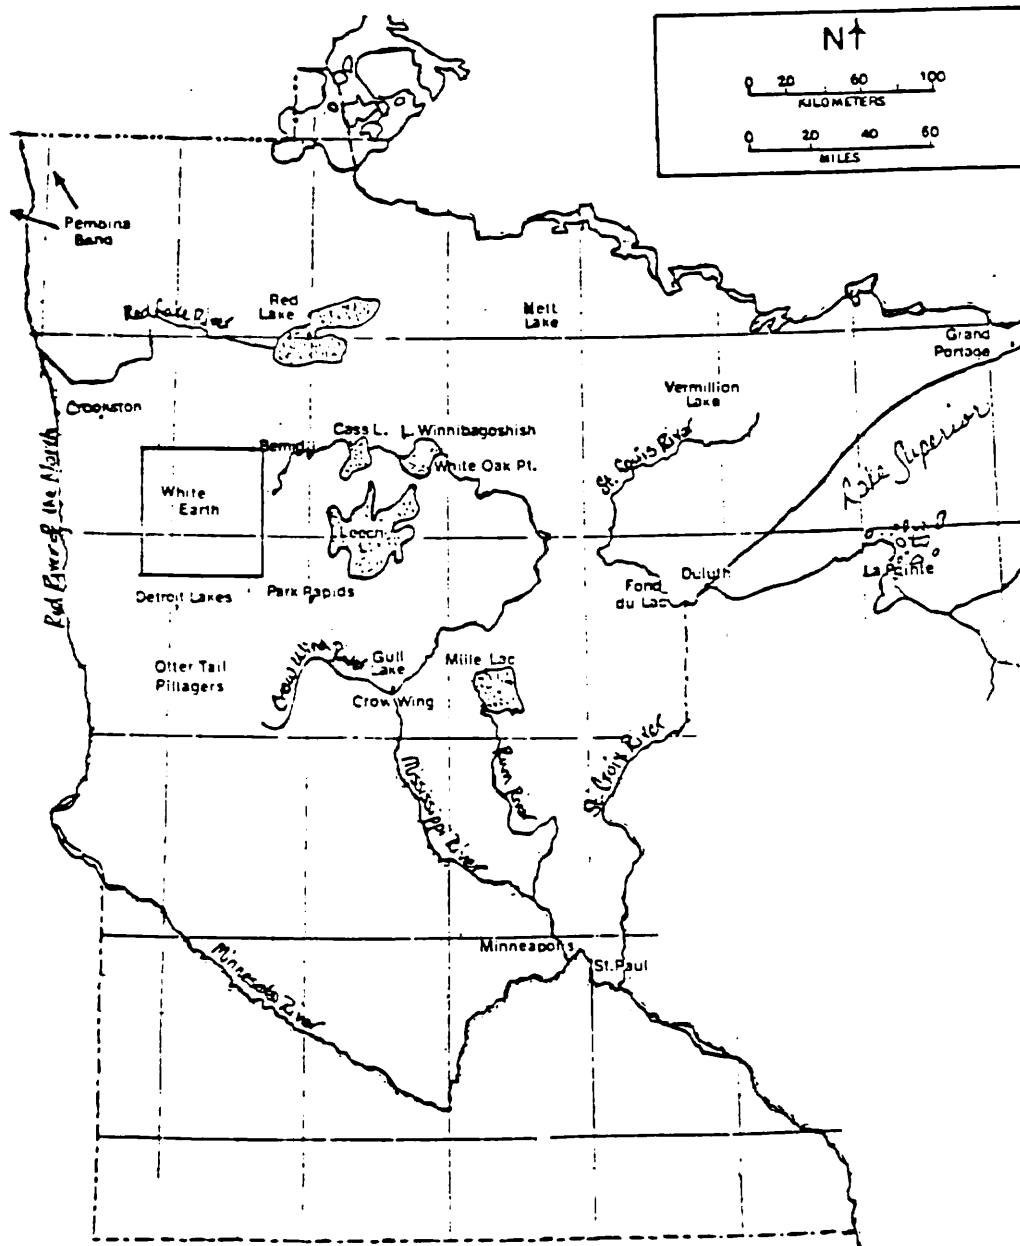 N
0 20 60 100
KILOMETERS
0 20 40 60
MILES
Pembina
Band
Red Lake River
Red
Lake
Nett
Lake
Grand
Portage
Crookston
Vermillion
Lake
Cass L. L. Winnibagoshish
Bemidji
White Oak Pt.
St. Louis River
Lake Superior
White
Earth
Leech
L.
Red River of the North
La Pointe
Detroit Lakes
Park Rapids
Fond
du Lac
Duluth
Otter Tail
Pillagers
Crow Wing River
Gull
Lake
Mille Lac
Crow Wing
St. Croix River
Mississippi River
Rum River
Minneapolis
St. Paul
Minnesota River